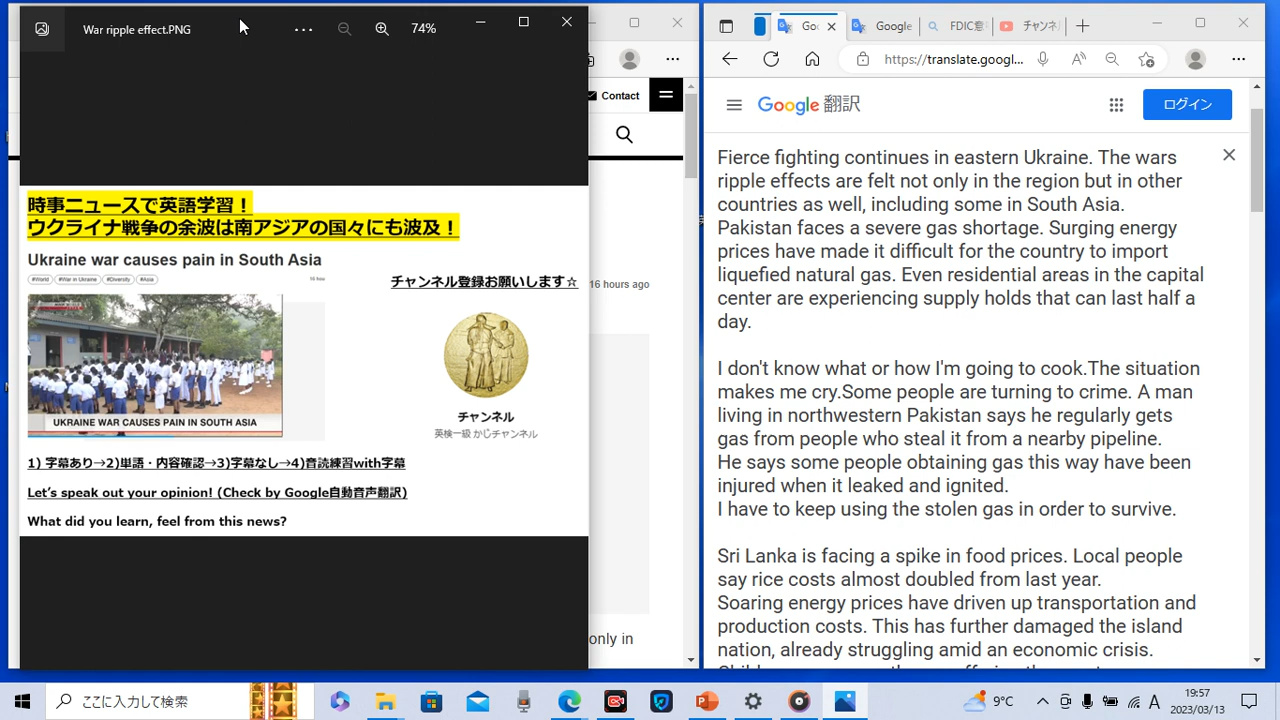 War ripple effect.PNG
74%
時事ニュースで英語学習！
ウクライナ戦争の余波は南アジアの国々にも波及！
Ukraine war causes pain in South Asia
#World #War in Ukraine #Diversity #Asia
16 hou
チャンネル登録お願いします☆
UKRAINE WAR CAUSES PAIN IN SOUTH ASIA
チャンネル
英検一級 かじチャンネル
1) 字幕あり→2)単語・内容確認→3)字幕なし→4)音読練習with字幕
Let's speak out your opinion! (Check by Google自動音声翻訳)
What did you learn, feel from this news?
Contact
16 hours ago
only in
Goo
Google
FDIC意
チャンネ
https://translate.googl...
Google 翻訳
ログイン
Fierce fighting continues in eastern Ukraine. The wars
ripple effects are felt not only in the region but in other
countries as well, including some in South Asia.
Pakistan faces a severe gas shortage. Surging energy
prices have made it difficult for the country to import
liquefied natural gas. Even residential areas in the capital
center are experiencing supply holds that can last half a
day.
I don't know what or how I'm going to cook.The situation
makes me cry.Some people are turning to crime. A man
living in northwestern Pakistan says he regularly gets
gas from people who steal it from a nearby pipeline.
He says some people obtaining gas this way have been
injured when it leaked and ignited.
I have to keep using the stolen gas in order to survive.
Sri Lanka is facing a spike in food prices. Local people
say rice costs almost doubled from last year.
Soaring energy prices have driven up transportation and
production costs. This has further damaged the island
nation, already struggling amid an economic crisis.
ここに入力して検索
9°C
A
19:57
2023/03/13